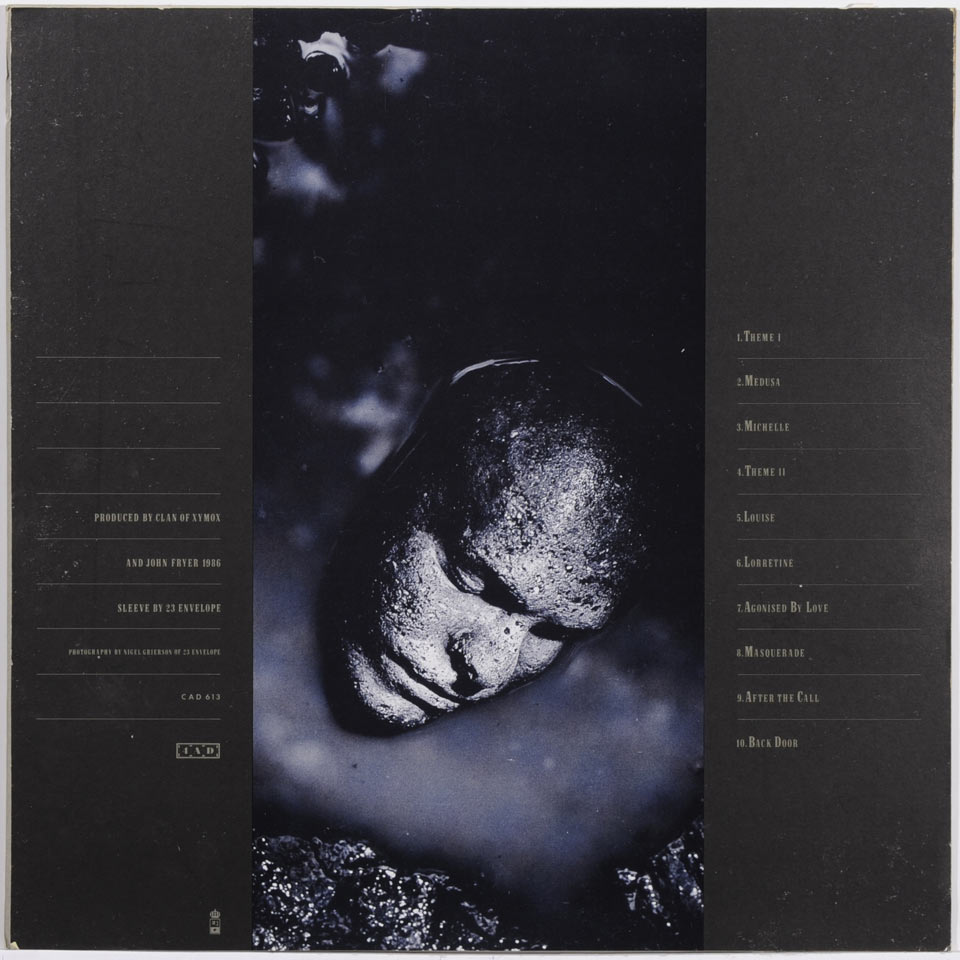 PRODUCED BY CLAN OF XYMOX
AND JOHN FRYER 1986
SLEEVE BY 23 ENVELOPE
PHOTOGRAPHY BY NIGEL GRIERSON OF 23 ENVELOPE
CAD 613
4AD
1.THEME I
2.MEDUSA
3.MICHELLE
4.THEME II
5.LOUISE
6.LORRETINE
7.AGONISED BY LOVE
8.MASQUERADE
9.AFTER THE CALL
10.BACK DOOR